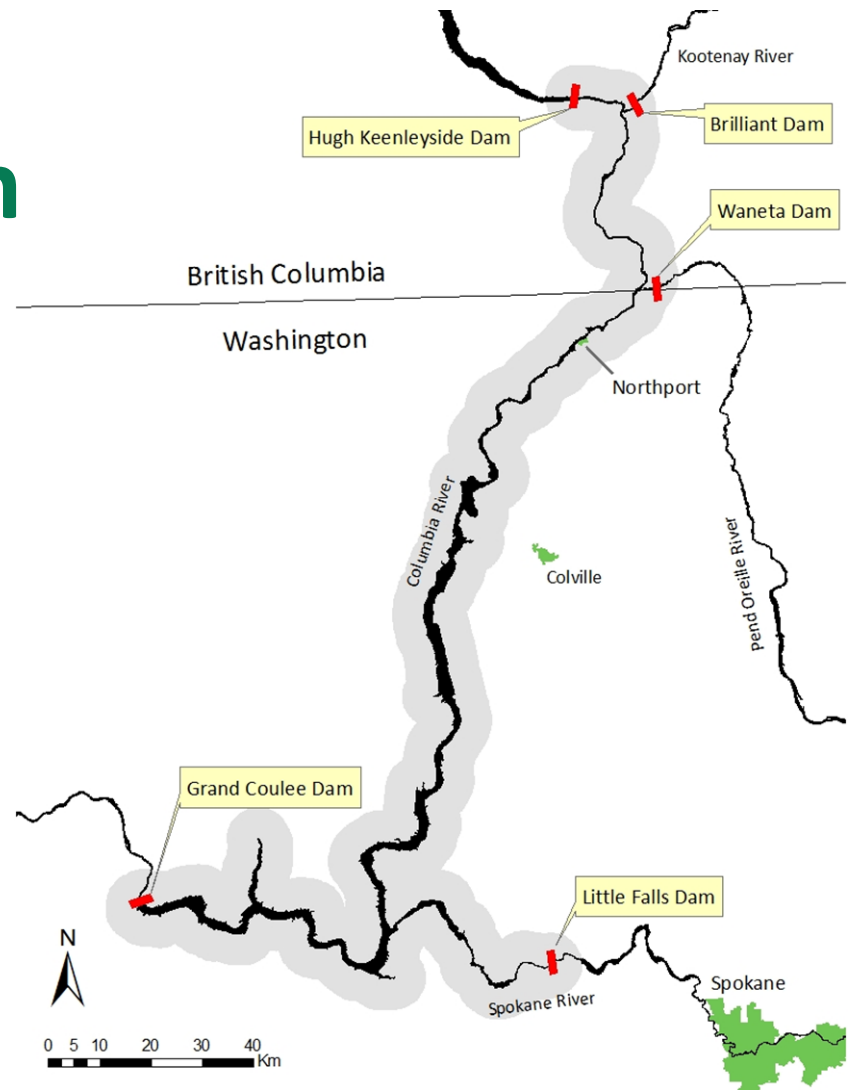 Kootenay River
Hugh Keenleyside Dam
Brilliant Dam
n
Waneta Dam
British Columbia
Washington
Northport
Columbia River
Colville
Pend Oreille River
Grand Coulee Dam
Little Falls Dam
N
Spokane
Spokane River
0 5 10 20 30 40
Km